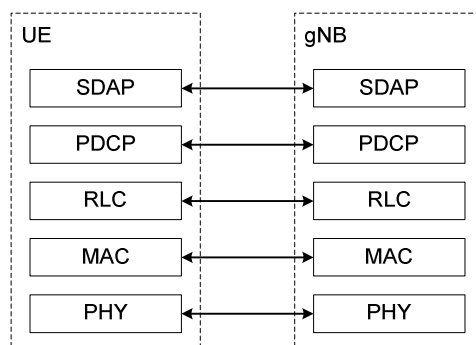 UE gNB
SDAP SDAP
PDCP PDCP
RLC RLC
MAC MAC
PHY PHY